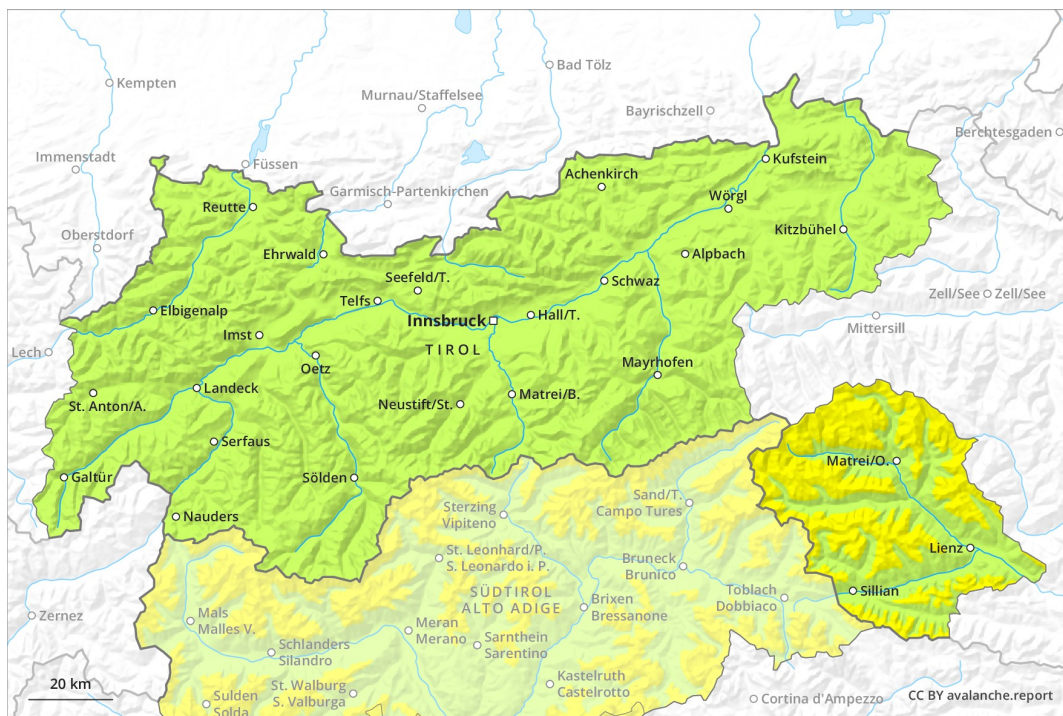 Kempten
Bad Tölz
Murnau/Staffelsee
Bayrischzell
Berchtesgaden
Immenstadt
Füssen
Kufstein
Achenkirch
Garmisch-Partenkirchen
Wörgl
Reutte
Oberstdorf
Kitzbühel
Ehrwald
Alpbach
Seefeld/T.
Schwaz
Telfs
Zell/See
Zell/See
Elbigenalp
Innsbruck
Hall/T.
Mittersill
Imst
Lech
TIROL
Oetz
Mayrhofen
Landeck
Matrei/B.
St. Anton/A.
Neustift/St.
Serfaus
Matrei/O.
Galtür
Sölden
Sand/T.
Campo Tures
Sterzing
Vipiteno
Nauders
Lienz
St. Leonhard/P.
S. Leonardo i. P.
Bruneck
Brunico
Sillian
SÜDTIROL
ALTO ADIGE
Toblach
Dobbiaco
Brixen
Bressanone
Zernez
Mals
Malles V.
Meran
Merano
Sarnthein
Sarentino
Schlanders
Silandro
Kastelruth
Castelrotto
20 km
St. Walburg
S. Valburga
Sulden
Solda
Cortina d'Ampezzo
CC BY avalanche.report